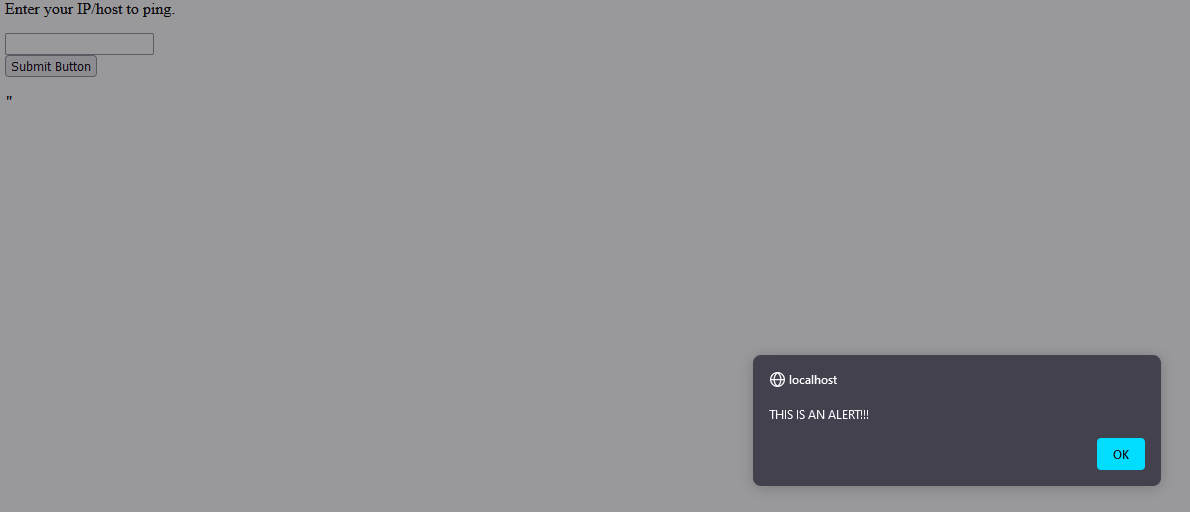 Enter your IP/host to ping.
Submit Button
"
localhost
THIS IS AN ALERT!!!
OK